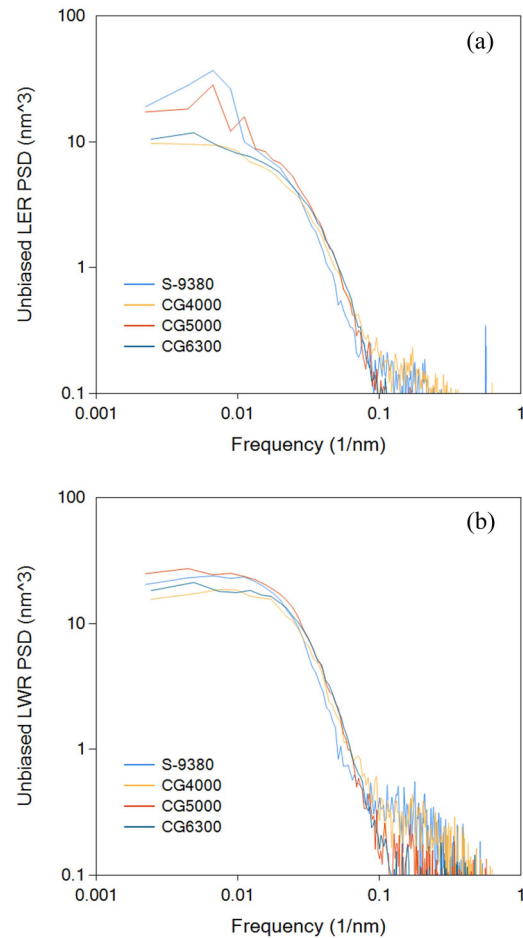 100
(a)
10
1
0.1
Unbiased LER PSD (nm^3)
S-9380
CG4000
CG5000
CG6300
0.001
0.01
0.1
1
Frequency (1/nm)
100
(b)
10
1
0.1
Unbiased LWR PSD (nm^3)
S-9380
CG4000
CG5000
CG6300
0.001
0.01
0.1
1
Frequency (1/nm)